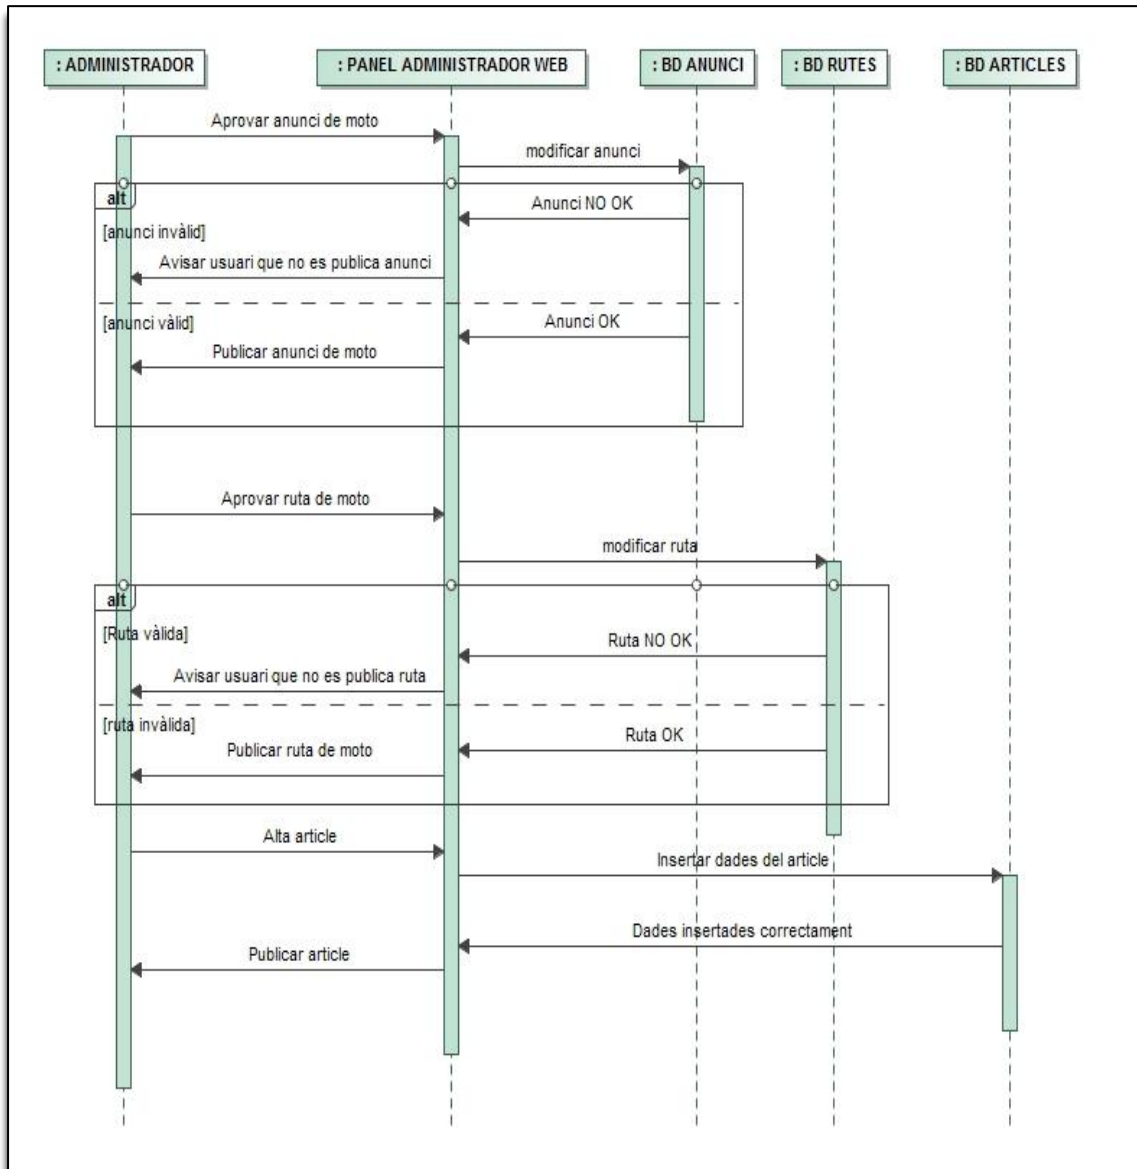 : ADMINISTRADOR
: PANEL ADMINISTRADOR WEB
: BD ANUNCI
: BD RUTES
: BD ARTICLES
Aprovar anunci de moto
modificar anunci
alt
Anunci NO OK
[anunci invàlid]
Avisar usuari que no es publica anunci
[anunci vàlid]
Anunci OK
Publicar anunci de moto
Aprovar ruta de moto
modificar ruta
alt
[Ruta vàlida]
Ruta NO OK
Avisar usuari que no es publica ruta
[ruta invàlida]
Ruta OK
Publicar ruta de moto
Alta article
Insertar dades del article
Dades insertades correctament
Publicar article